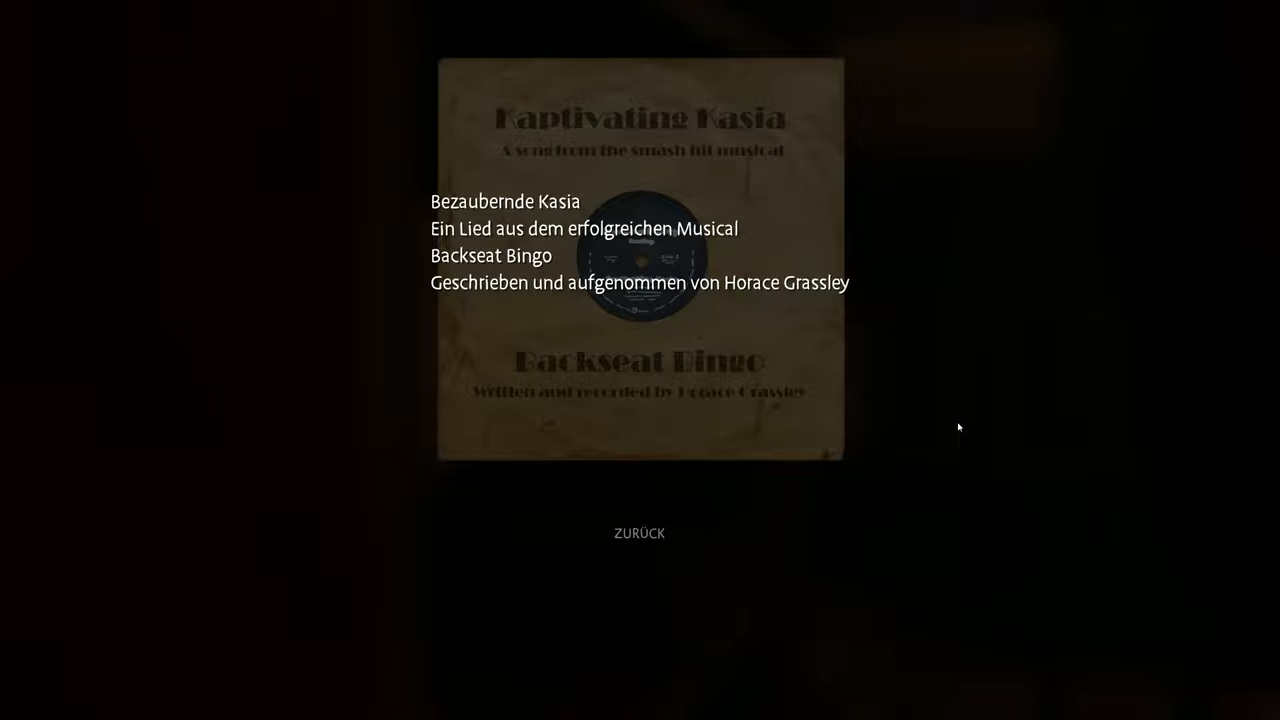 Kaptivating Kasia
A song from the smash hit musical
Bezaubernde Kasia
Ein Lied aus dem erfolgreichen Musical
Backseat Bingo
Geschrieben und aufgenommen von Horace Grassley
Backseat Bingo
Written and recorded by Horace Grassley
ZURÜCK